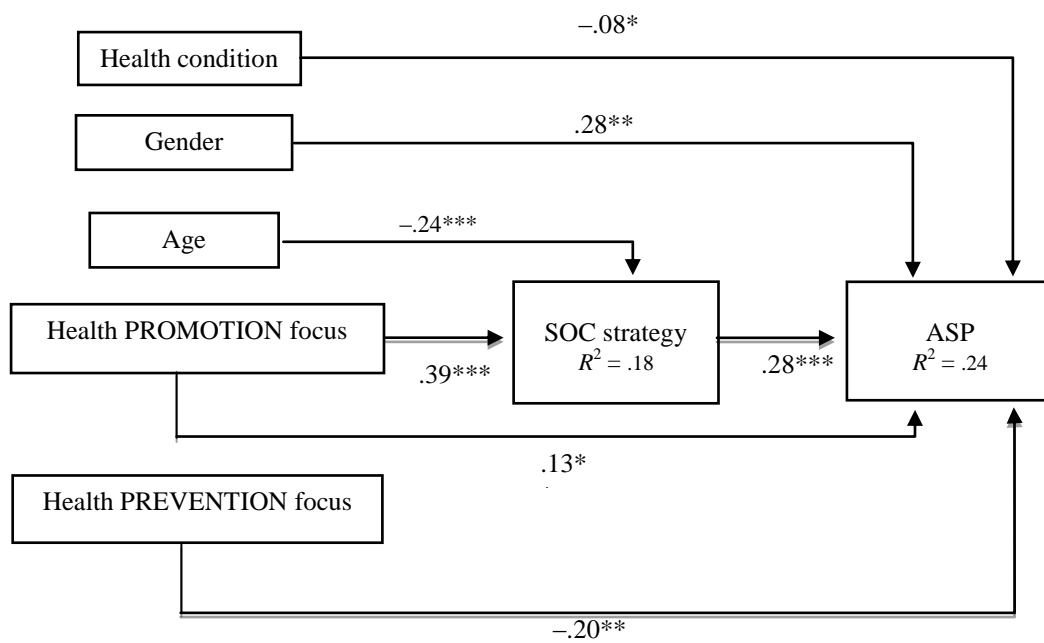 –.08*
Health condition
.28**
Gender
–.24***
Age
Health PROMOTION focus
SOC strategy
R² = .18
ASP
R² = .24
.39***
.28***
.13*
Health PREVENTION focus
–.20**